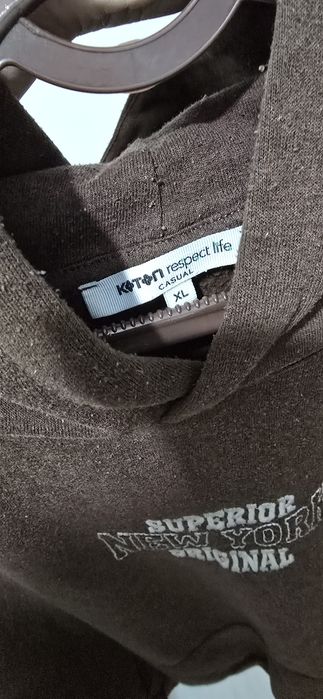 KOTON respect life
CASUAL
XL
SUPERIOR
NEW YORK
ORIGINAL